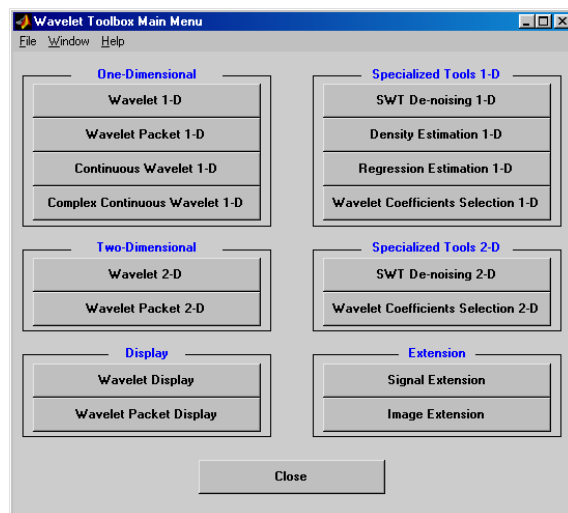 Wavelet Toolbox Main Menu
File Window Help
One-Dimensional
Wavelet 1-D
Wavelet Packet 1-D
Continuous Wavelet 1-D
Complex Continuous Wavelet 1-D
Specialized Tools 1-D
SWT De-noising 1-D
Density Estimation 1-D
Regression Estimation 1-D
Wavelet Coefficients Selection 1-D
Two-Dimensional
Wavelet 2-D
Wavelet Packet 2-D
Specialized Tools 2-D
SWT De-noising 2-D
Wavelet Coefficients Selection 2-D
Display
Wavelet Display
Wavelet Packet Display
Extension
Signal Extension
Image Extension
Close